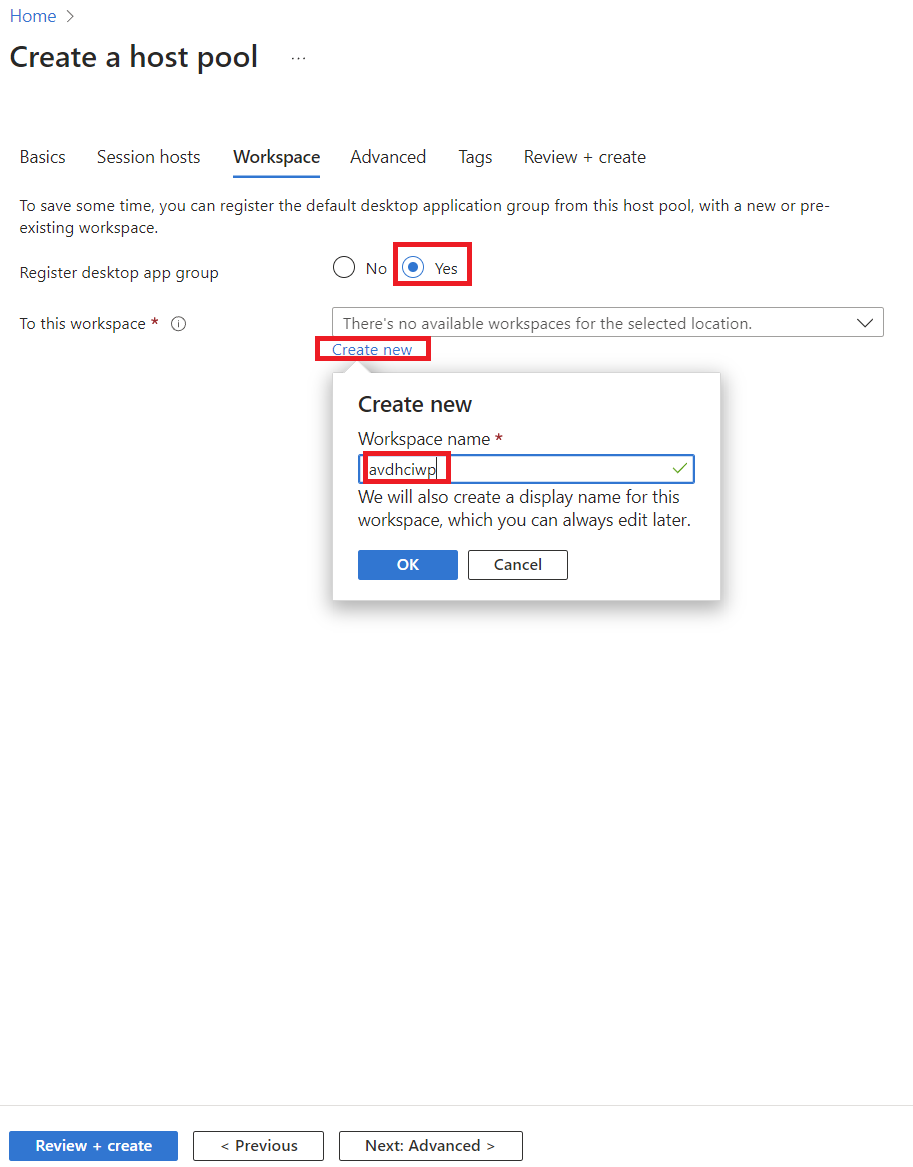 Home >
Create a host pool ...
Basics Session hosts Workspace Advanced Tags Review + create
To save some time, you can register the default desktop application group from this host pool, with a new or pre-
existing workspace.
Register desktop app group No Yes
To this workspace * There's no available workspaces for the selected location.
Create new
Create new
Workspace name *
avdhciwp
We will also create a display name for this
workspace, which you can always edit later.
OK Cancel
Review + create < Previous Next: Advanced >